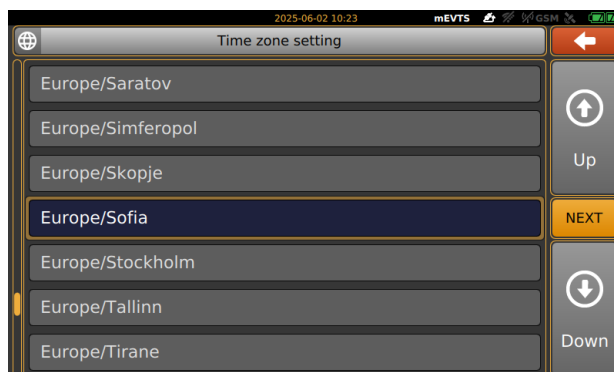 2025-06-02 10:23 mEVTS GSM
Time zone setting
Europe/Saratov
Europe/Simferopol
Up
Europe/Skopje
Europe/Sofia
NEXT
Europe/Stockholm
Europe/Tallinn
Down
Europe/Tirane